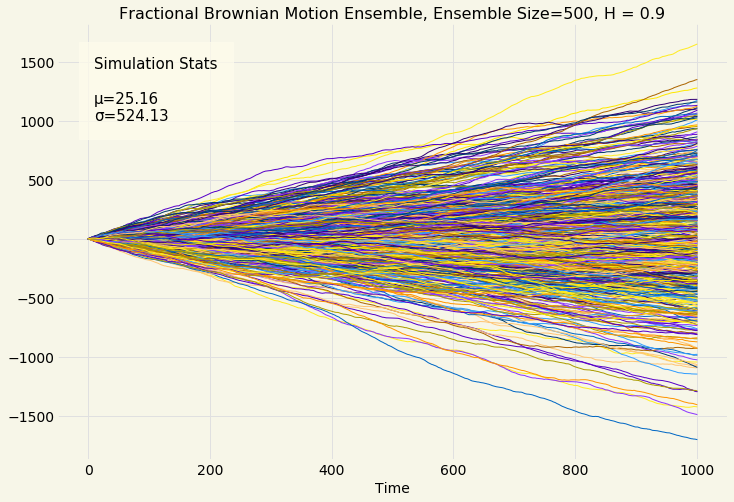 Fractional Brownian Motion Ensemble, Ensemble Size=500, H = 0.9
Simulation Stats
μ=25.16
σ=524.13
1500
1000
500
0
−500
−1000
−1500
0 200 400 600 800 1000
Time